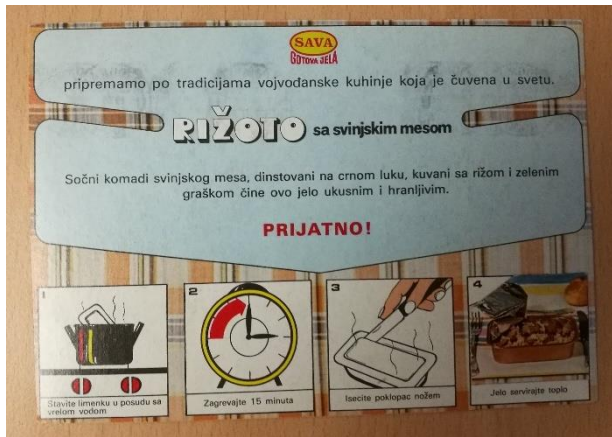 SAVA
GOTOVA JELA
pripremamo po tradicijama vojvođanske kuhinje koja je čuvena u svetu.
RIŽOTO sa svinjskim mesom
Sočni komadi svinjskog mesa, dinstovani na crnom luku, kuvani sa rižom i zelenim
graškom čine ovo jelo ukusnim i hranljivim.
PRIJATNO!
1
Stavite limenku u posudu sa
vrelom vodom
2
Zagrevajte 15 minuta
3
Isecite poklopac nožem
4
Jelo servirajte toplo